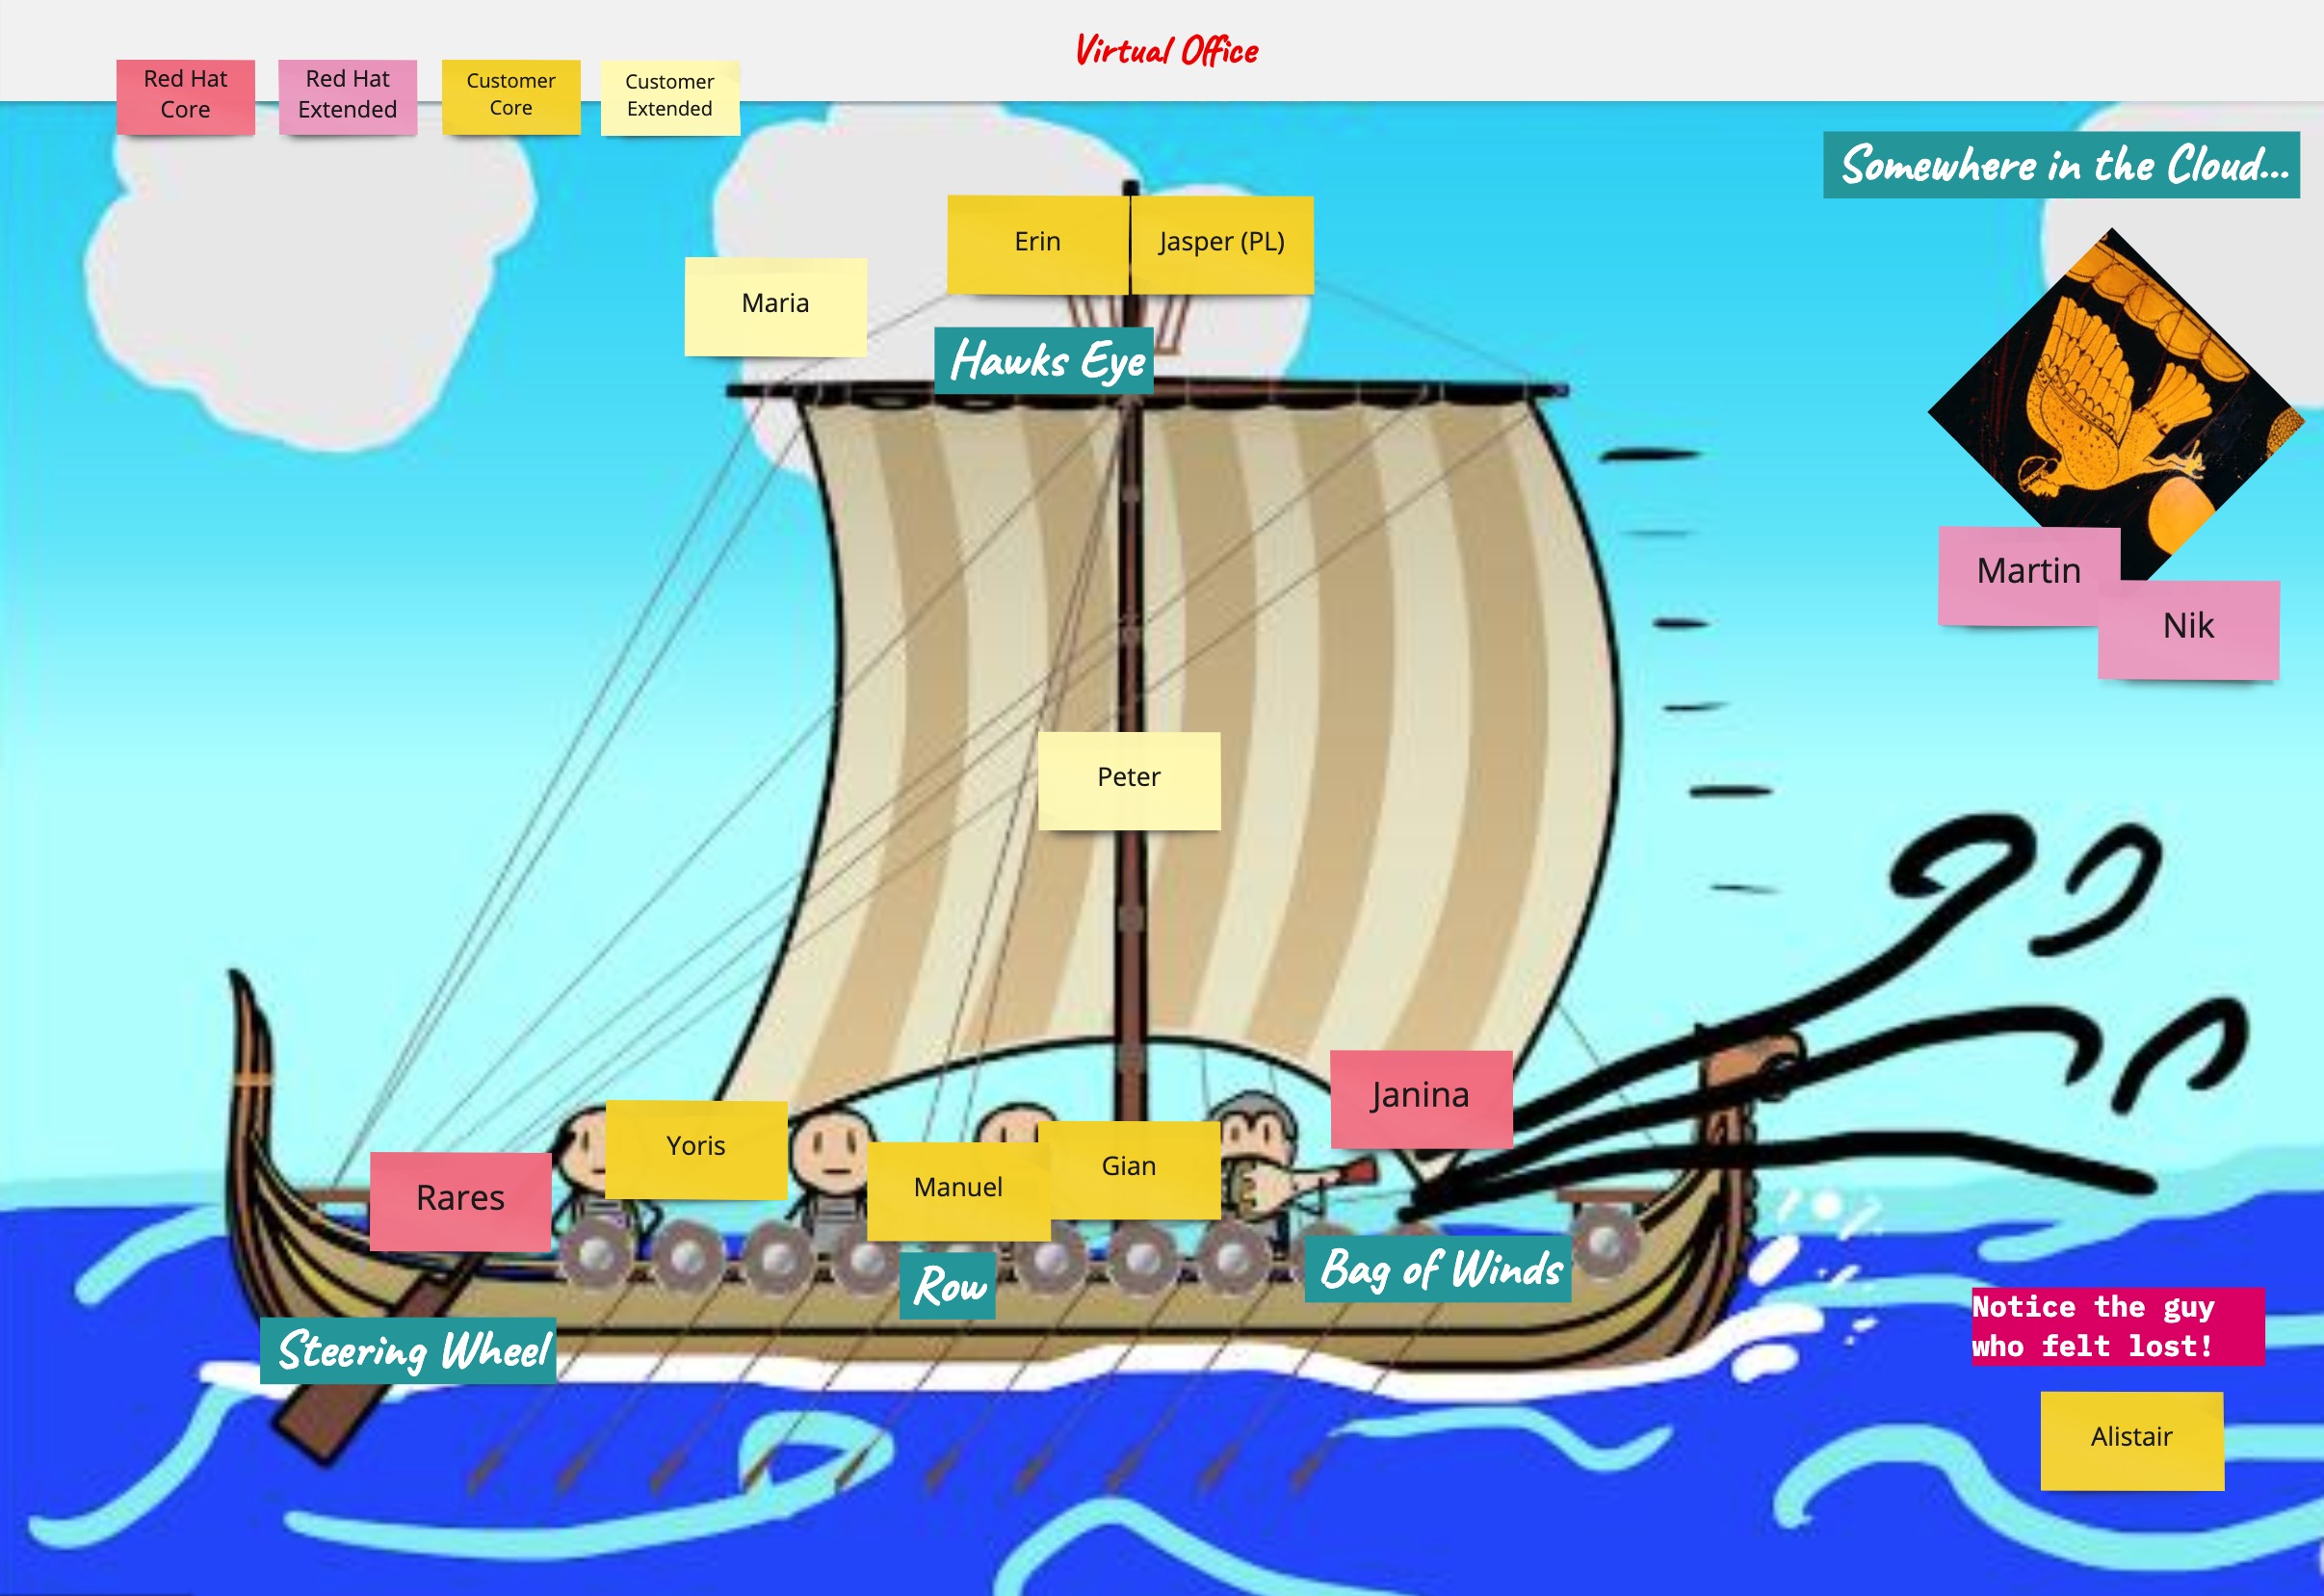 Virtual Office
Red Hat
Core
Red Hat
Extended
Customer
Core
Customer
Extended
Somewhere in the Cloud...
Erin
Jasper (PL)
Maria
Hawks Eye
Martin
Nik
Peter
Janina
Yoris
Gian
Manuel
Rares
Bag of Winds
Row
Steering Wheel
Notice the guy
who felt lost!
Alistair